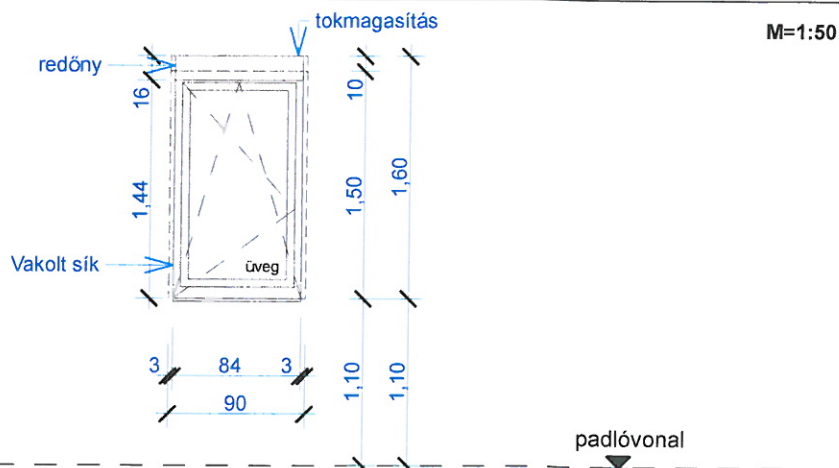 tokmagasítás
M=1:50
redőny
16
10
1,44
1,50
1,60
Vakolt sík
üveg
3
84
3
90
1,10
1,10
padlóvonal